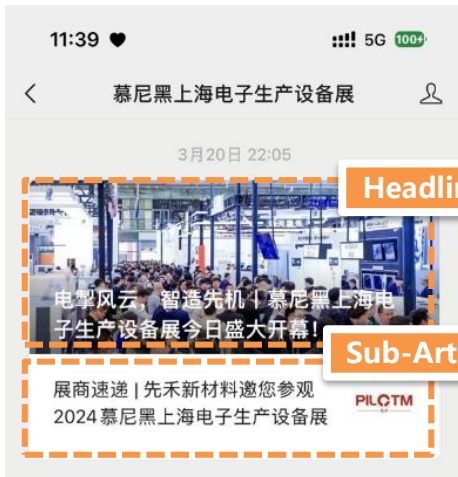 11:39
5G 100
慕尼黑上海电子生产设备展
3月20日 22:05
Headlin
电掣风云，智造先机丨慕尼黑上海电
子生产设备展今日盛大开幕！
Sub-Art
展商速递 | 先禾新材料邀您参观
2024慕尼黑上海电子生产设备展
PILOTM